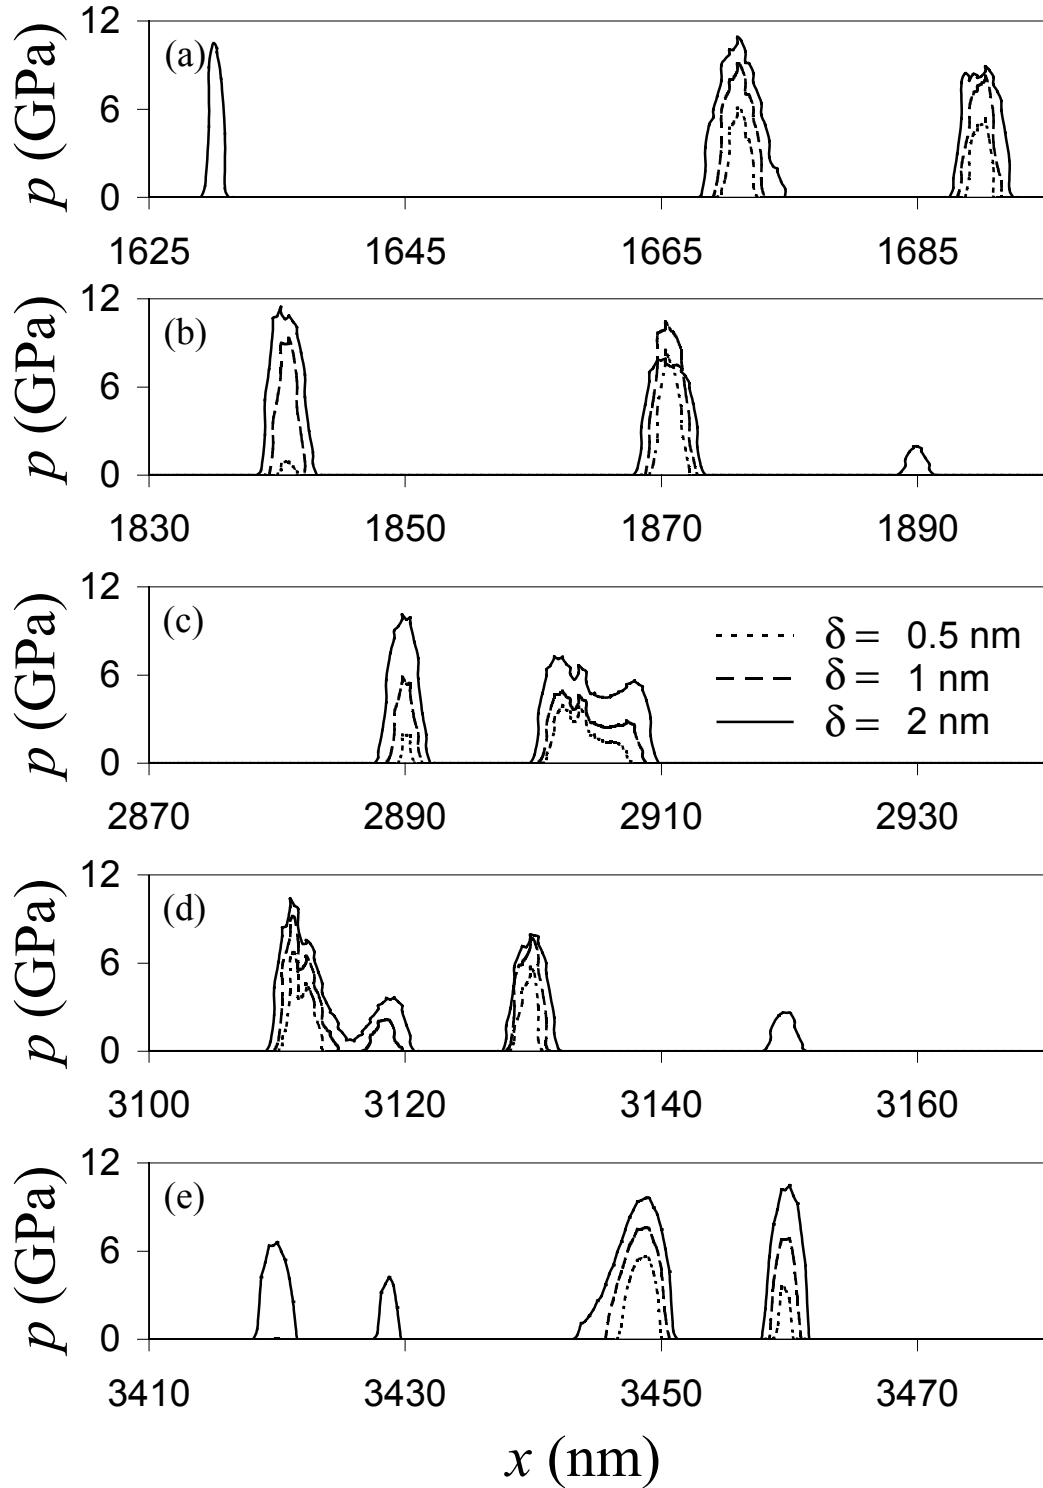 12
(a)
6
p (GPa)
0
1625 1645 1665 1685
12
(b)
6
p (GPa)
0
1830 1850 1870 1890
12
(c)
δ = 0.5 nm
6
p (GPa)
δ = 1 nm
δ = 2 nm
0
2870 2890 2910 2930
12
(d)
6
p (GPa)
0
3100 3120 3140 3160
12
(e)
6
p (GPa)
0
3410 3430 3450 3470
x (nm)